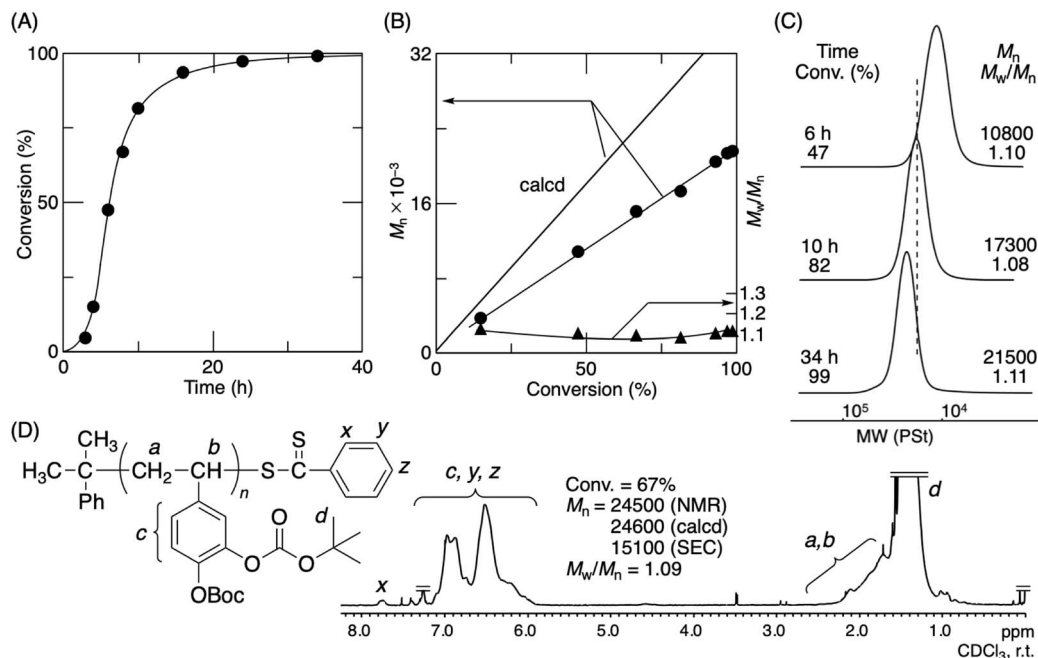 (A)
100
50
0
Conversion (%)
0
20
40
Time (h)
(B)
32
16
0
Mn × 10−3
calcd
1.3
1.2
1.1
Mw/Mn
0
50
100
Conversion (%)
(C)
Time
Conv. (%)
Mn
Mw/Mn
6 h
47
10800
1.10
10 h
82
17300
1.08
34 h
99
21500
1.11
105
104
MW (PSt)
(D)
CH3
H3C
C
Ph
a
CH2
b
CH
n
S
C
S
x
y
z
c
d
O
O
O
OBoc
c, y, z
Conv. = 67%
Mn = 24500 (NMR)
24600 (calcd)
15100 (SEC)
Mw/Mn = 1.09
x
a,b
d
8.0
7.0
6.0
5.0
4.0
3.0
2.0
1.0
ppm
CDCl3, r.t.